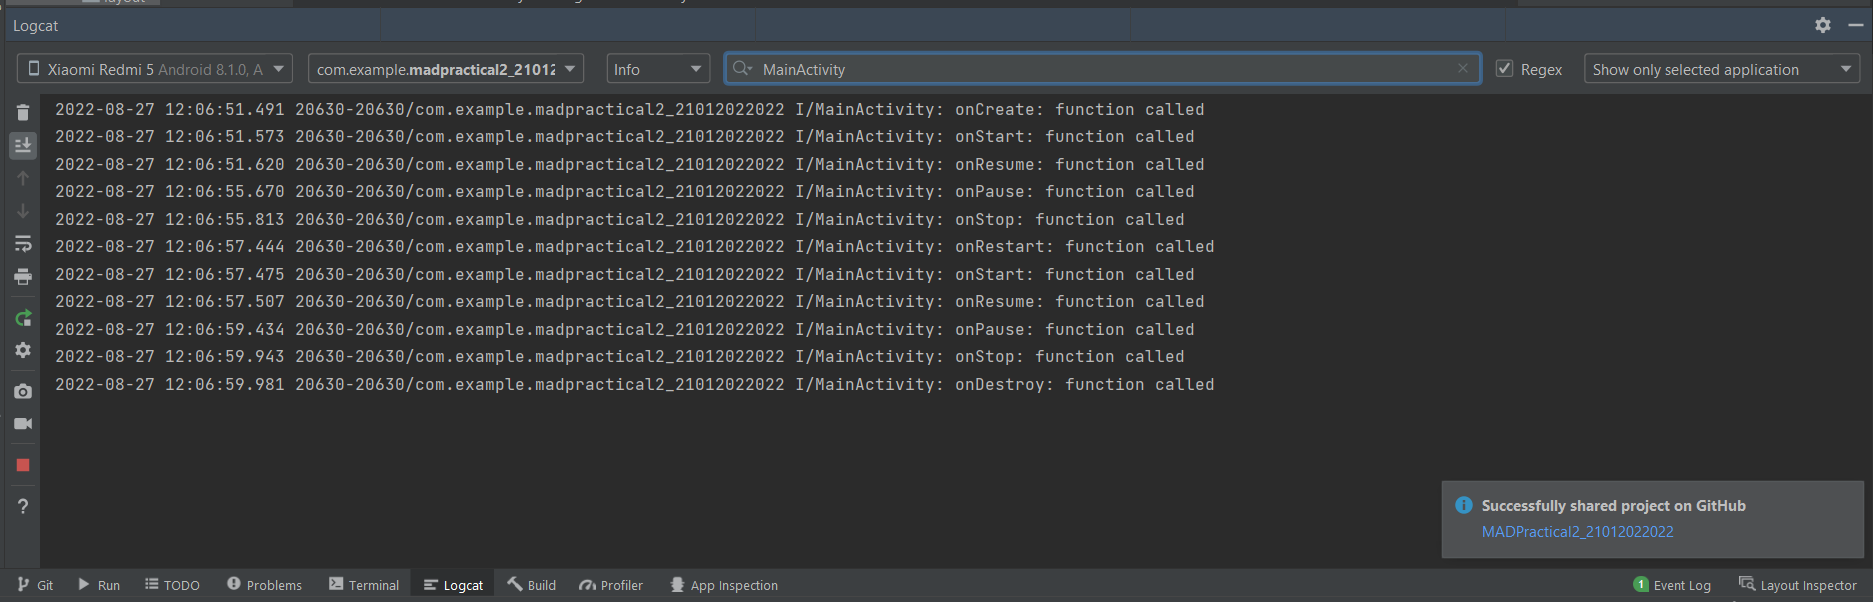 Logcat
Xiaomi Redmi 5 Android 8.1.0, A
com.example.madpractical2_21012
Info
MainActivity
Regex
Show only selected application
2022-08-27 12:06:51.491 20630-20630/com.example.madpractical2_21012022022 I/MainActivity: onCreate: function called
2022-08-27 12:06:51.573 20630-20630/com.example.madpractical2_21012022022 I/MainActivity: onStart: function called
2022-08-27 12:06:51.620 20630-20630/com.example.madpractical2_21012022022 I/MainActivity: onResume: function called
2022-08-27 12:06:55.670 20630-20630/com.example.madpractical2_21012022022 I/MainActivity: onPause: function called
2022-08-27 12:06:55.813 20630-20630/com.example.madpractical2_21012022022 I/MainActivity: onStop: function called
2022-08-27 12:06:57.444 20630-20630/com.example.madpractical2_21012022022 I/MainActivity: onRestart: function called
2022-08-27 12:06:57.475 20630-20630/com.example.madpractical2_21012022022 I/MainActivity: onStart: function called
2022-08-27 12:06:57.507 20630-20630/com.example.madpractical2_21012022022 I/MainActivity: onResume: function called
2022-08-27 12:06:59.434 20630-20630/com.example.madpractical2_21012022022 I/MainActivity: onPause: function called
2022-08-27 12:06:59.943 20630-20630/com.example.madpractical2_21012022022 I/MainActivity: onStop: function called
2022-08-27 12:06:59.981 20630-20630/com.example.madpractical2_21012022022 I/MainActivity: onDestroy: function called
Successfully shared project on GitHub
MADPractical2_21012022022
Git Run TODO Problems Terminal Logcat Build Profiler App Inspection 1 Event Log Layout Inspector